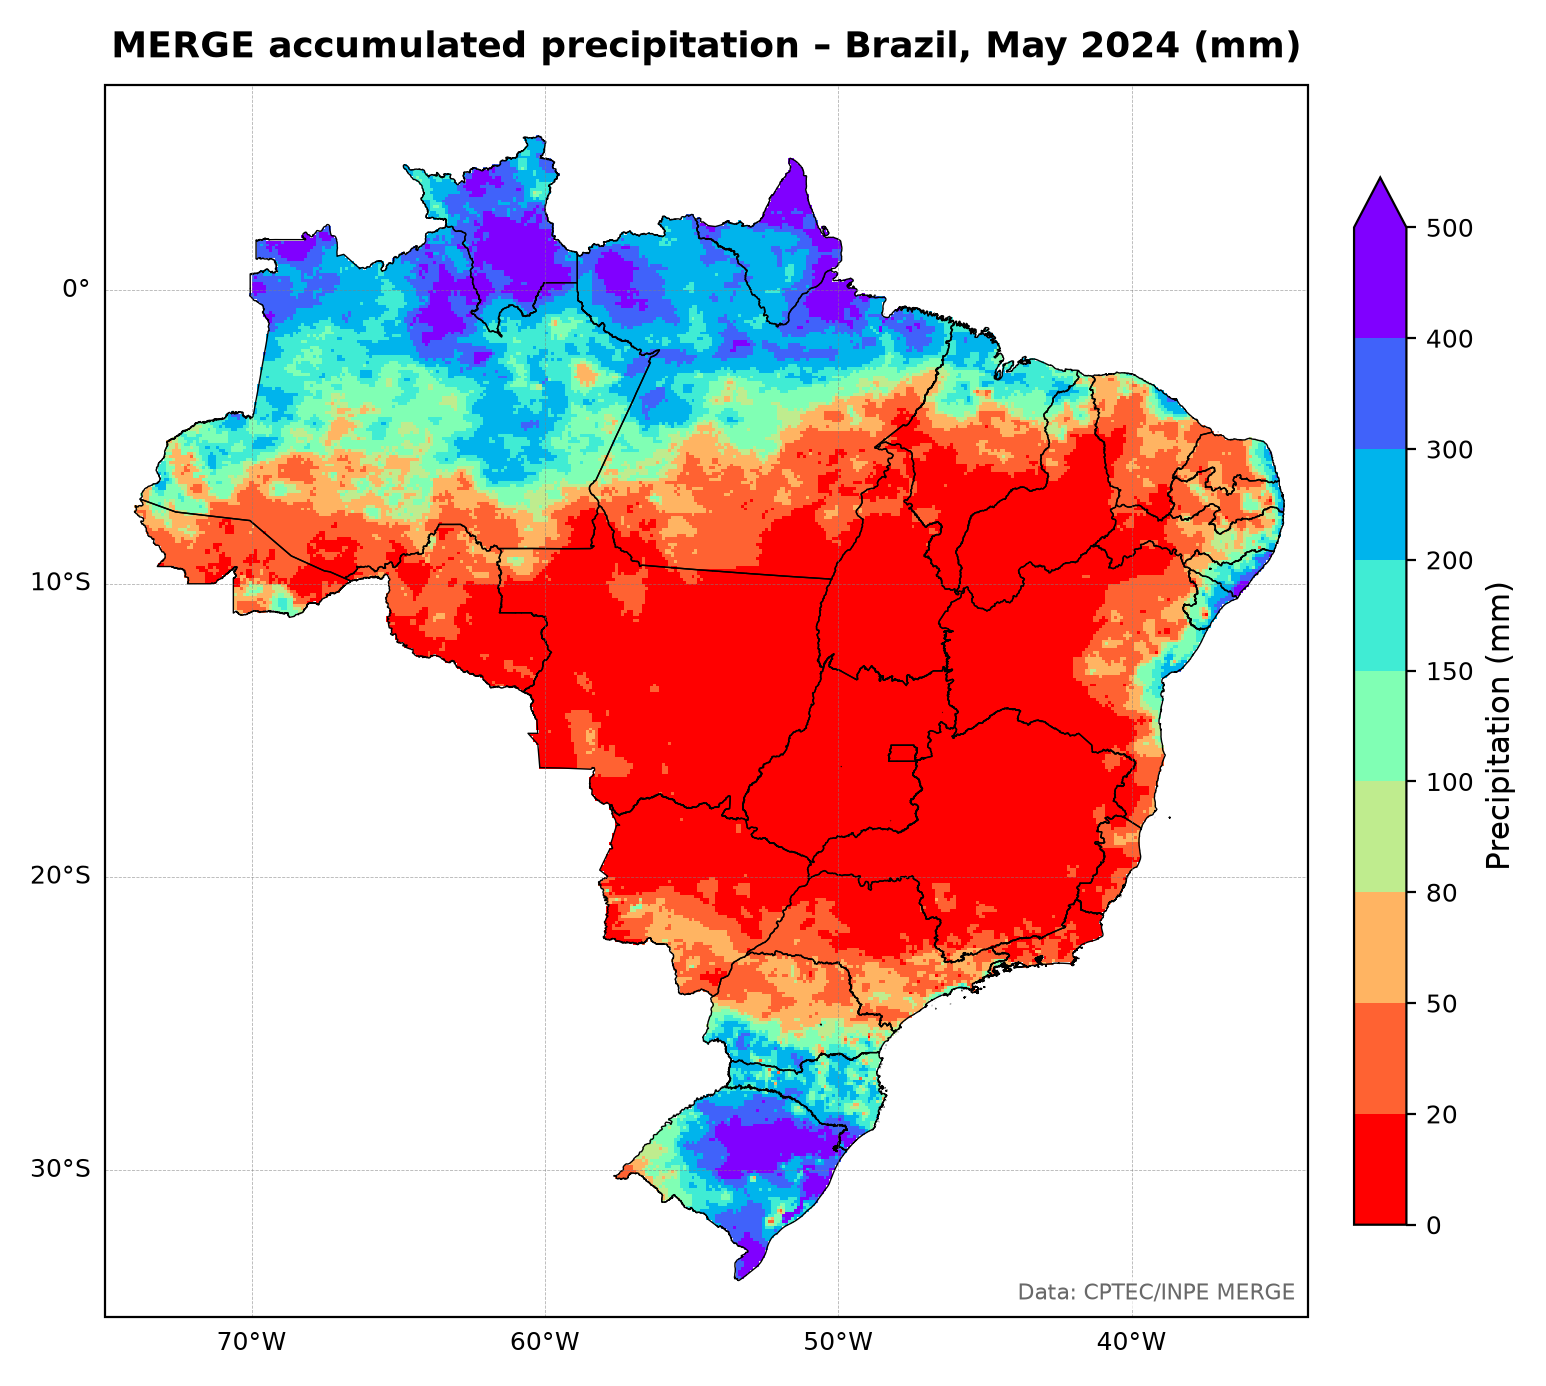 MERGE accumulated precipitation – Brazil, May 2024 (mm)
0°
10°S
20°S
30°S
70°W
60°W
50°W
40°W
500
400
300
200
150
100
80
50
20
0
Precipitation (mm)
Data: CPTEC/INPE MERGE